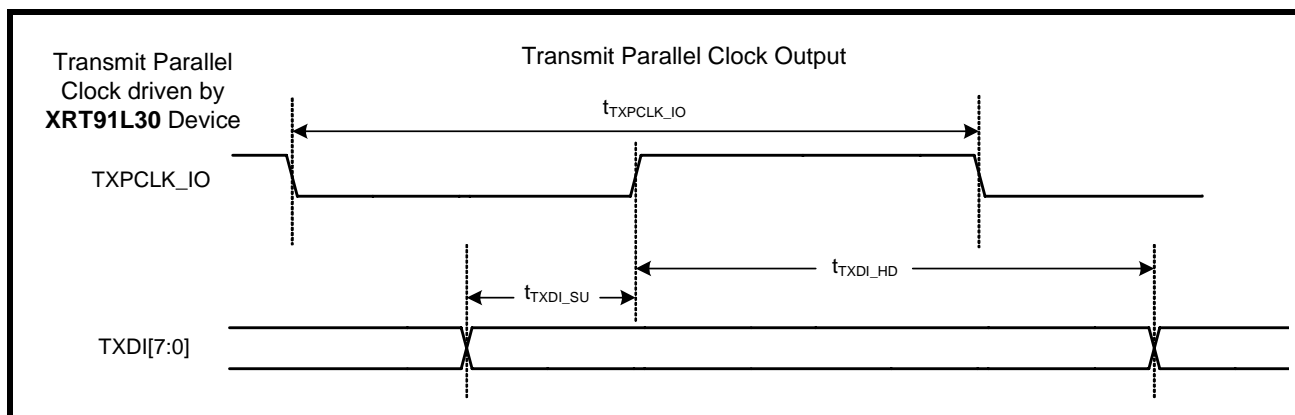 Transmit Parallel
Clock driven by
XRT91L30 Device
Transmit Parallel Clock Output
tTXPCLK_IO
TXPCLK_IO
tTXDI_HD
tTXDI_SU
TXDI[7:0]